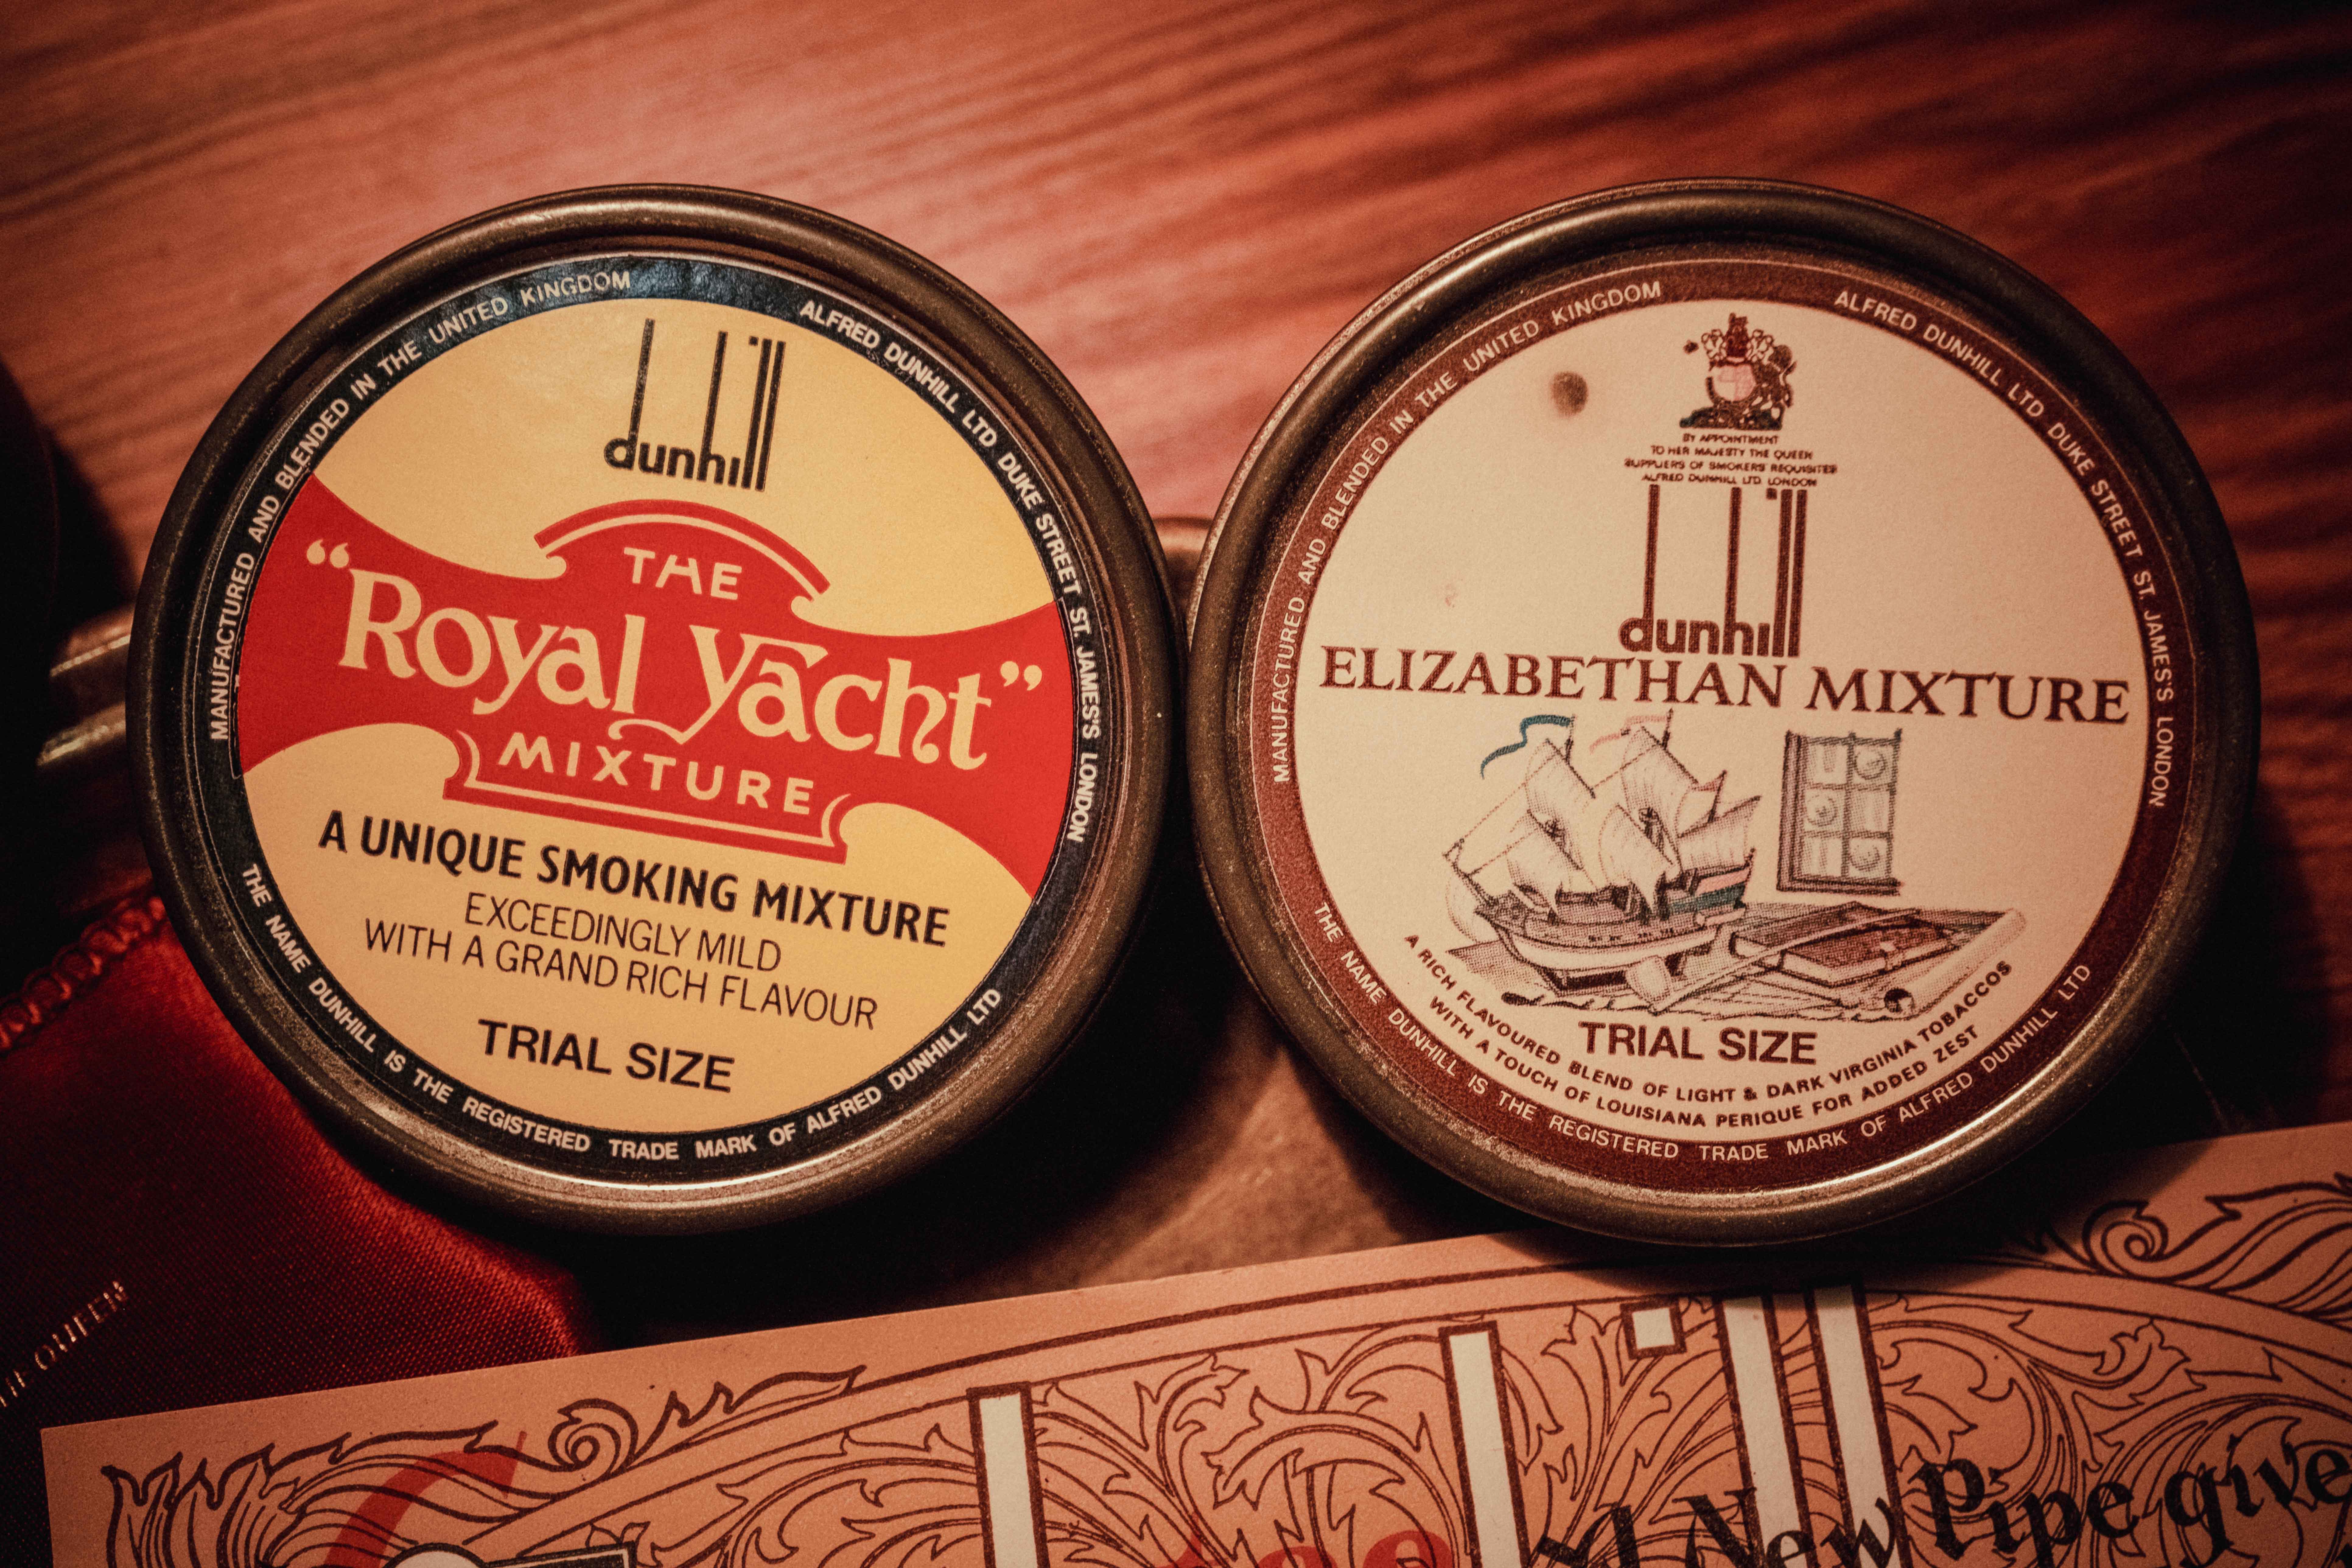 MANUFACTURED AND BLENDED IN THE UNITED KINGDOM
ALFRED DUNHILL LTD DUKE STREET ST. JAMES'S LONDON
dunhill
THE
“Royal Yacht”
MIXTURE
A UNIQUE SMOKING MIXTURE
EXCEEDINGLY MILD
WITH A GRAND RICH FLAVOUR
TRIAL SIZE
THE NAME DUNHILL IS THE REGISTERED TRADE MARK OF ALFRED DUNHILL LTD
MANUFACTURED AND BLENDED IN THE UNITED KINGDOM
ALFRED DUNHILL LTD DUKE STREET ST. JAMES'S LONDON
BY APPOINTMENT
TO HER MAJESTY THE QUEEN
SUPPLIERS OF SMOKERS' REQUISITES
ALFRED DUNHILL LTD. LONDON
dunhill
ELIZABETHAN MIXTURE
TRIAL SIZE
A RICH FLAVOURED BLEND OF LIGHT & DARK VIRGINIA TOBACCOS
WITH A TOUCH OF LOUISIANA PERIQUE FOR ADDED ZEST
THE NAME DUNHILL IS THE REGISTERED TRADE MARK OF ALFRED DUNHILL LTD
QUEEN
New Pipe give